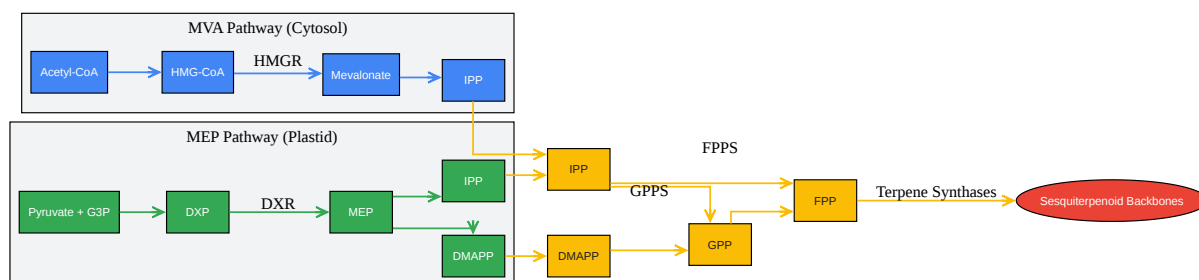 MVA Pathway (Cytosol)
Acetyl-CoA
HMG-CoA
HMGR
Mevalonate
IPP
MEP Pathway (Plastid)
Pyruvate + G3P
DXP
DXR
MEP
IPP
DMAPP
IPP
DMAPP
GPPS
FPPS
GPP
FPP
Terpene Synthases
Sesquiterpenoid Backbones